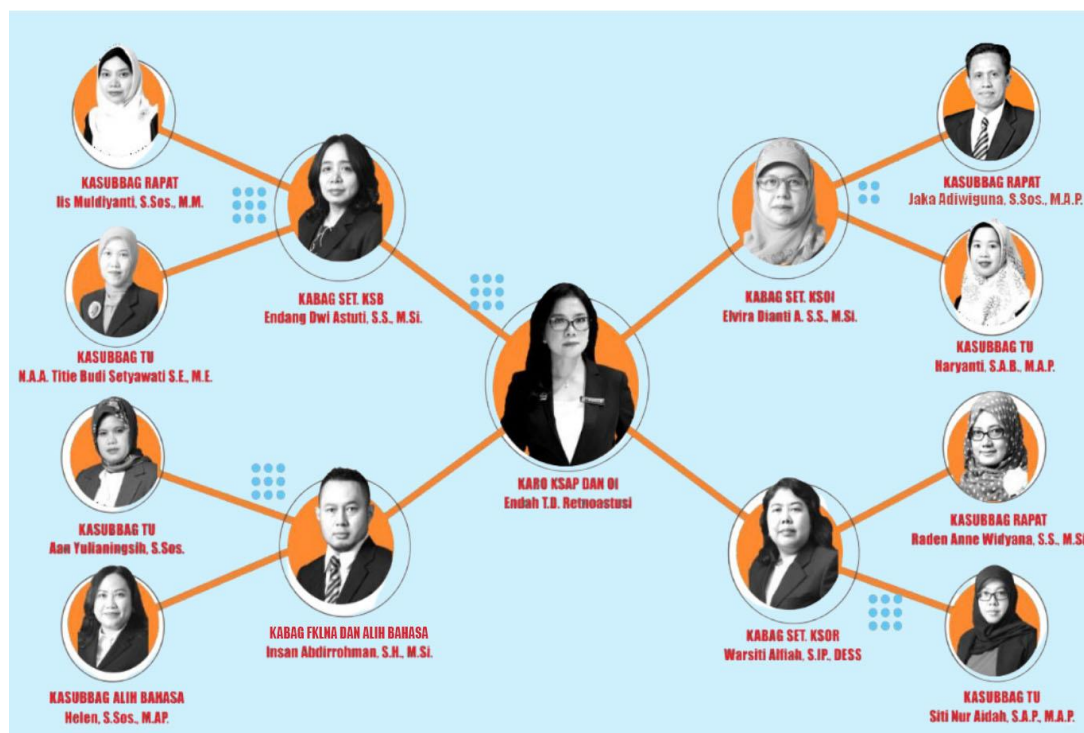 KASUBBAG RAPAT
Iis Muldiyanti, S.Sos., M.M.
KASUBBAG RAPAT
Jaka Adiwiguna, S.Sos., M.A.P.
KABAG SET. KSB
Endang Dwi Astuti, S.S., M.Si.
KABAG SET. KSOI
Elvira Dianti A. S.S., M.Si.
KASUBBAG TU
N.A.A. Titie Budi Setyawati S.E., M.E.
KASUBBAG TU
Haryanti, S.A.B., M.A.P.
KARO KSAP DAN OI
Endah T.D. Retnoastusi
KASUBBAG TU
Aan Yulianingsih, S.Sos.
KASUBBAG RAPAT
Raden Anne Widyana, S.S., M.Si
KABAG FKLNA DAN ALIH BAHASA
Insan Abdirrohman, S.H., M.Si.
KABAG SET. KSOR
Warsiti Alfiah, S.IP., DESS
KASUBBAG ALIH BAHASA
Helen, S.Sos., M.AP.
KASUBBAG TU
Siti Nur Aidah, S.A.P., M.A.P.